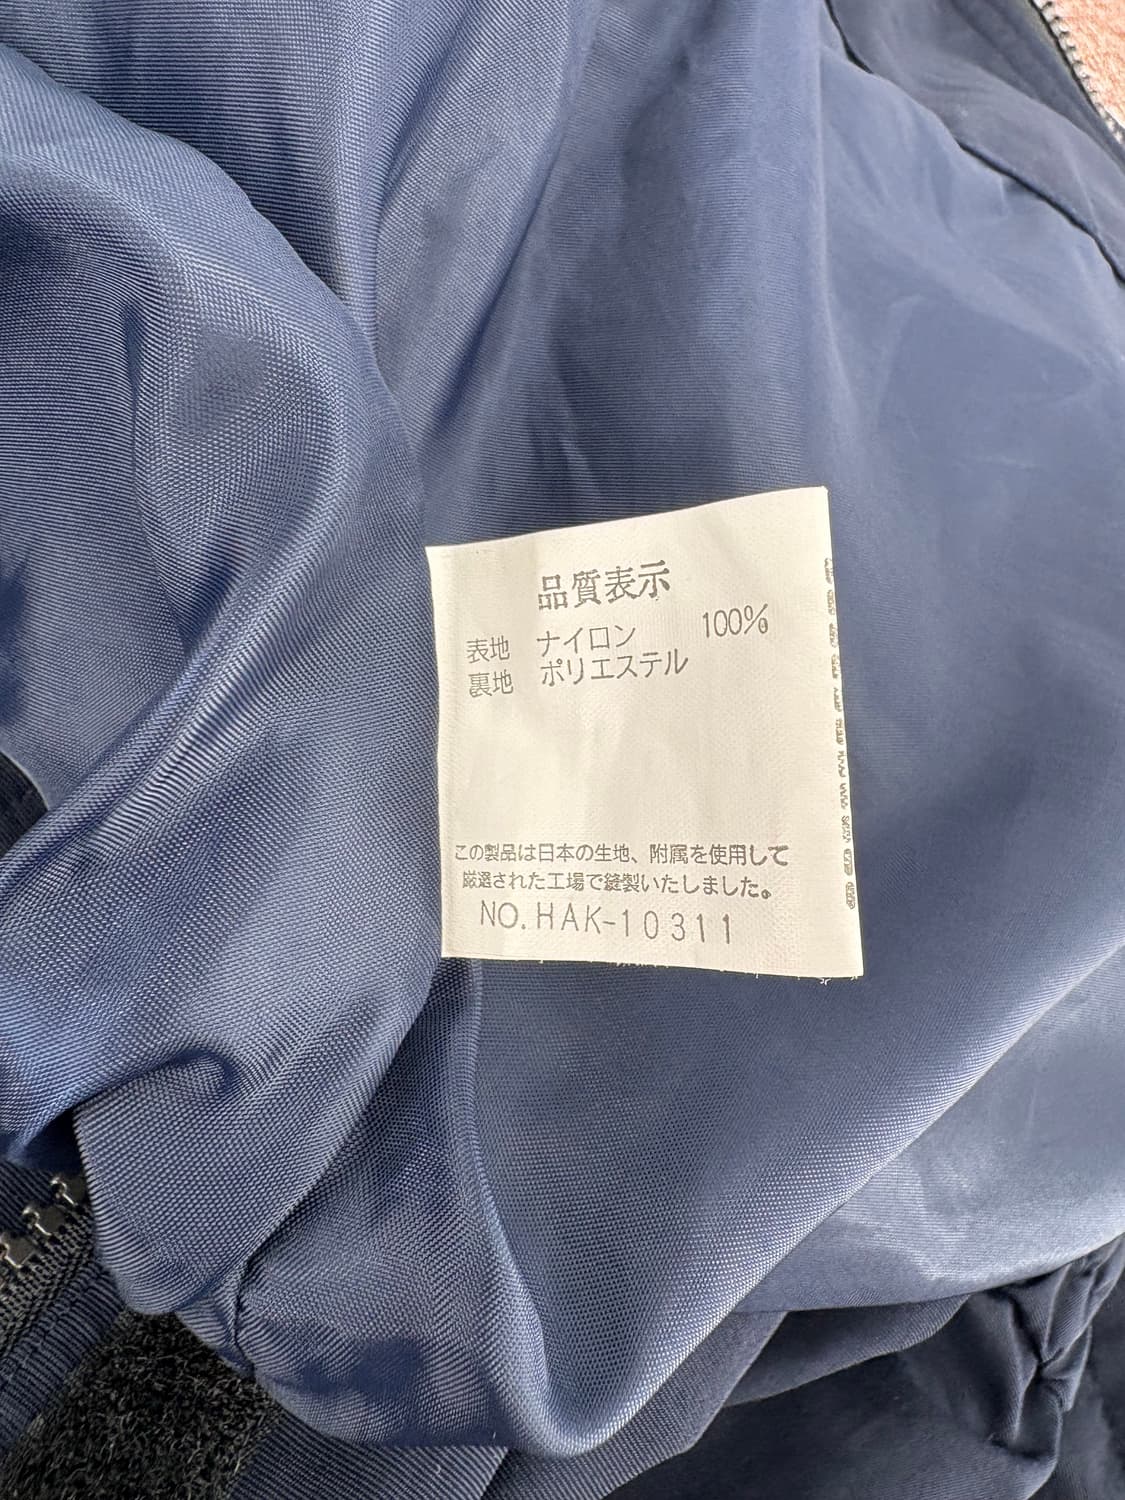 品質表示
表地 ナイロン 100%
裏地 ポリエステル
この製品は日本の生地、附属を使用して
厳選された工場で縫製いたしました。
NO.HAK-10311